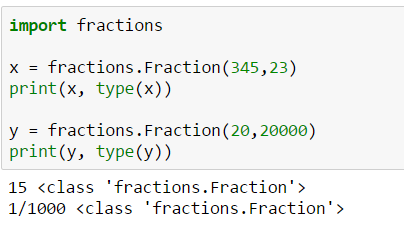 import fractions
x = fractions.Fraction(345,23)
print(x, type(x))
y = fractions.Fraction(20,20000)
print(y, type(y))
15 <class 'fractions.Fraction'>
1/1000 <class 'fractions.Fraction'>